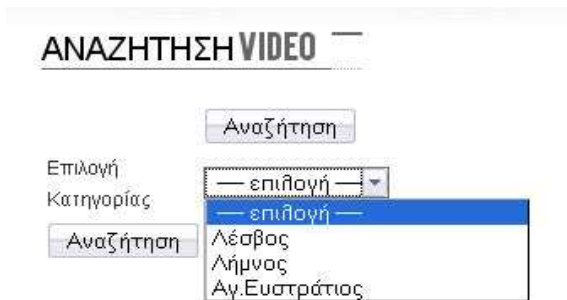 ΑΝΑΖΗΤΗΣΗ VIDEO
Αναζήτηση
Επιλογή
Κατηγορίας
— επιλογή —
— επιλογή —
Αναζήτηση
Λέσβος
Λήμνος
Αγ.Ευστράτιος